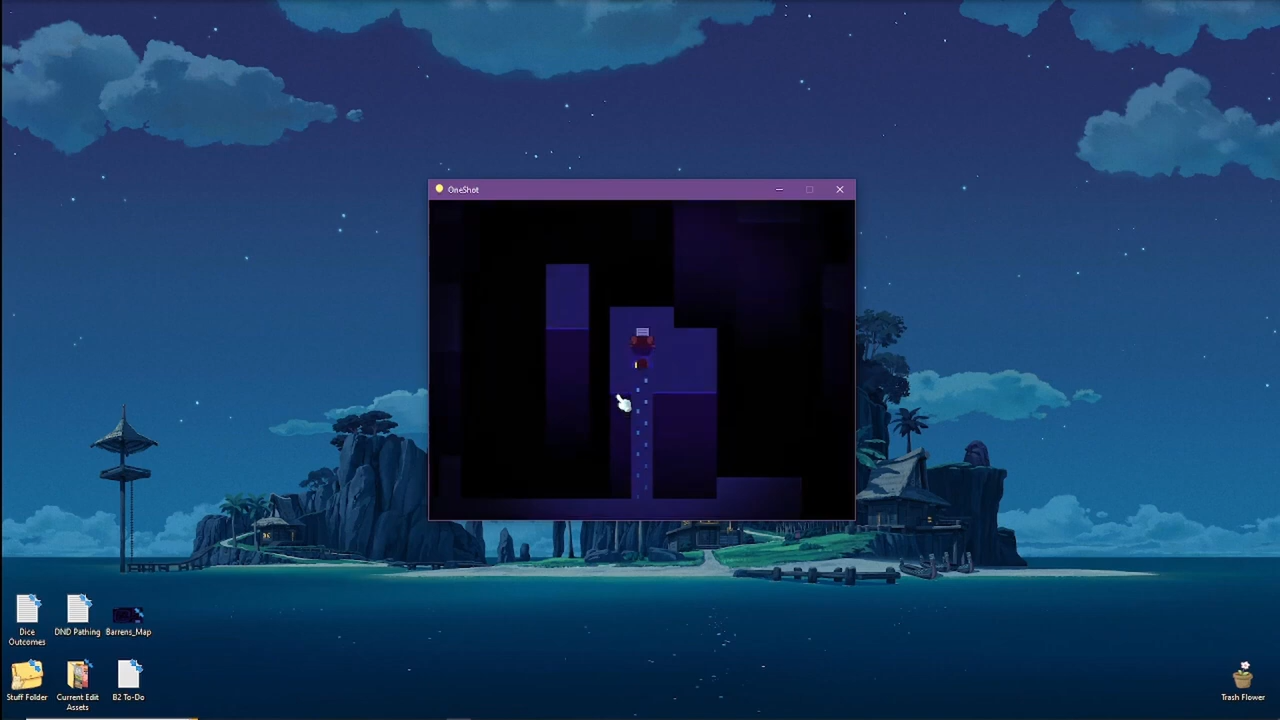 OneShot
Dice
Outcomes
DND Pathing
Barrens_Map
Stuff Folder
Current Edit
Assets
B2 To-Do
Trash Flower